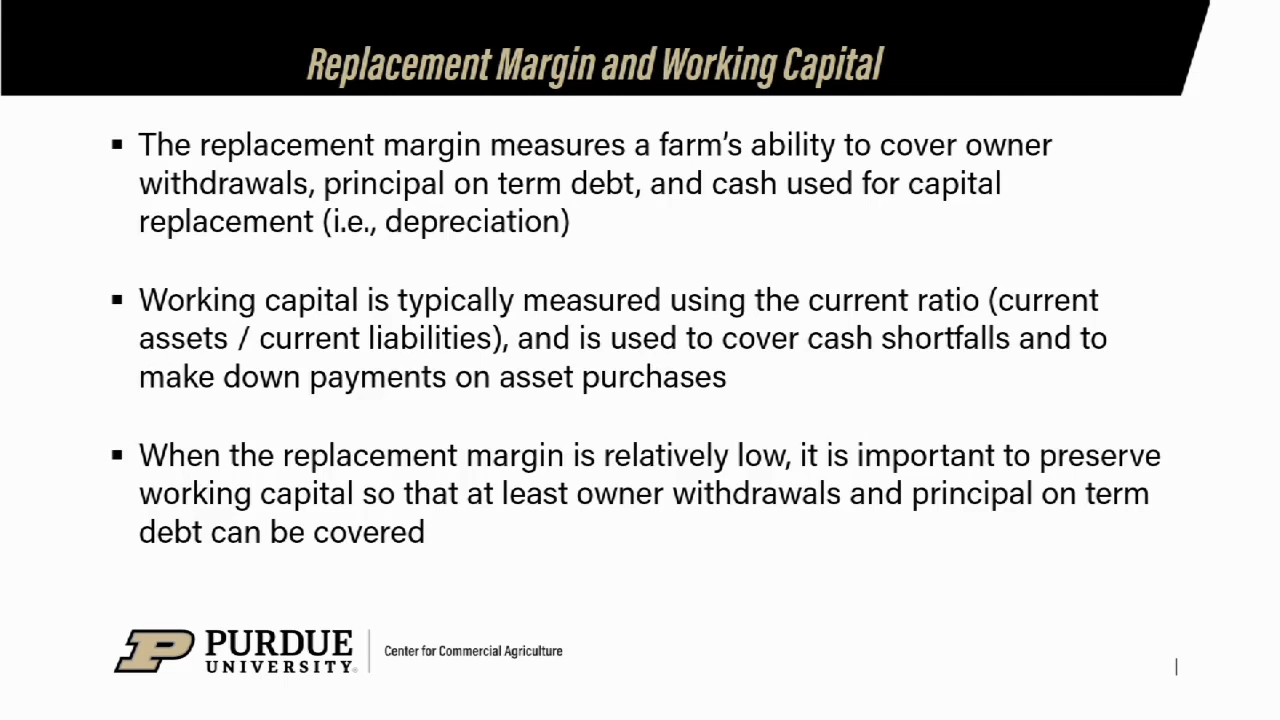 Replacement Margin and Working Capital
▪ The replacement margin measures a farm's ability to cover owner
withdrawals, principal on term debt, and cash used for capital
replacement (i.e., depreciation)
▪ Working capital is typically measured using the current ratio (current
assets / current liabilities), and is used to cover cash shortfalls and to
make down payments on asset purchases
▪ When the replacement margin is relatively low, it is important to preserve
working capital so that at least owner withdrawals and principal on term
debt can be covered
P PURDUE
UNIVERSITY®
Center for Commercial Agriculture
|